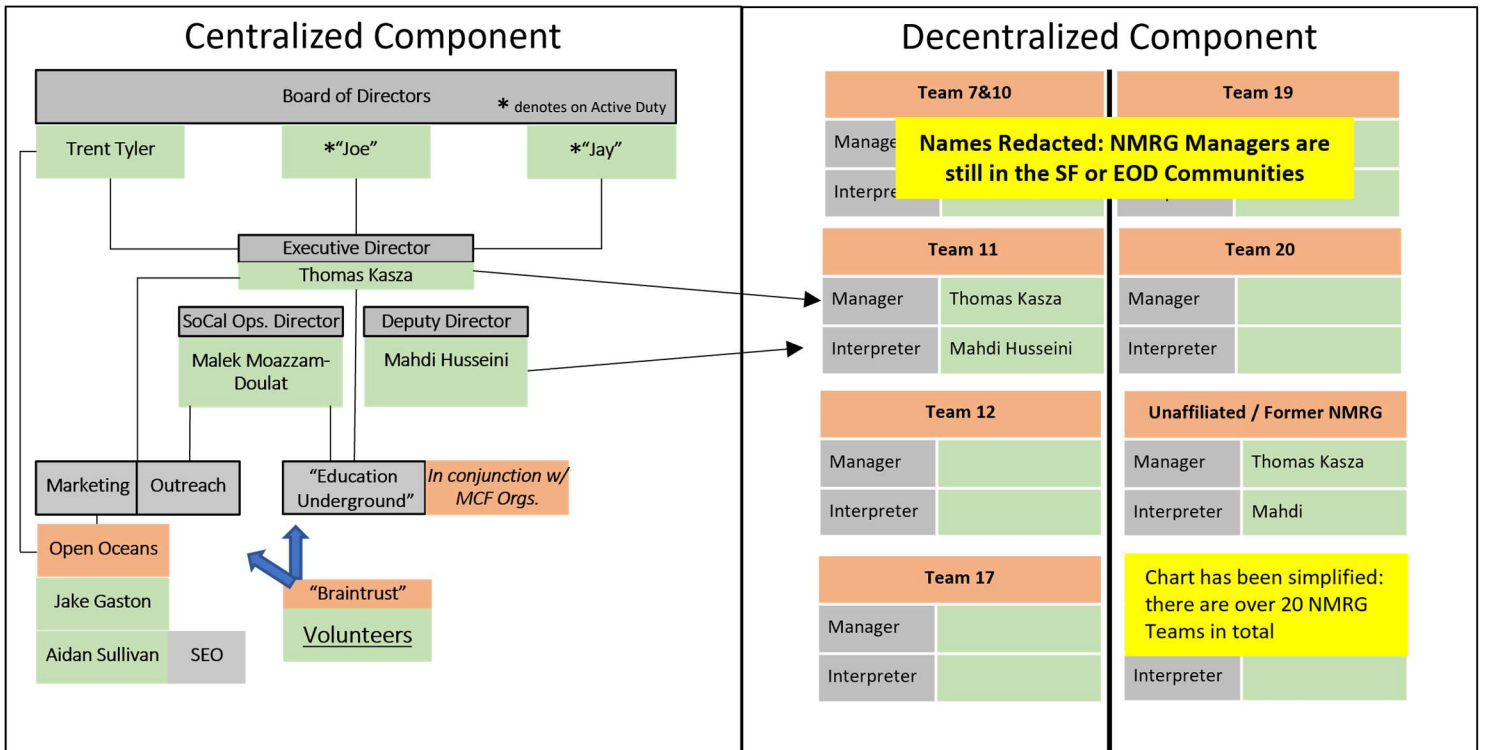 Centralized Component
Board of Directors
* denotes on Active Duty
Trent Tyler
*“Joe”
*“Jay”
Executive Director
Thomas Kasza
SoCal Ops. Director
Malek Moazzam-
Doulat
Deputy Director
Mahdi Husseini
Marketing
Outreach
“Education
Underground”
In conjunction w/
MCF Orgs.
Open Oceans
Jake Gaston
Aidan Sullivan
SEO
“Braintrust”
Volunteers
Decentralized Component
Team 7&10
Manage
Interpre
Team 19
Names Redacted: NMRG Managers are
still in the SF or EOD Communities
Team 11
Manager
Thomas Kasza
Interpreter
Mahdi Husseini
Team 20
Manager
Interpreter
Team 12
Manager
Interpreter
Unaffiliated / Former NMRG
Manager
Thomas Kasza
Interpreter
Mahdi
Team 17
Manager
Interpreter
Chart has been simplified:
there are over 20 NMRG
Teams in total
Interpreter